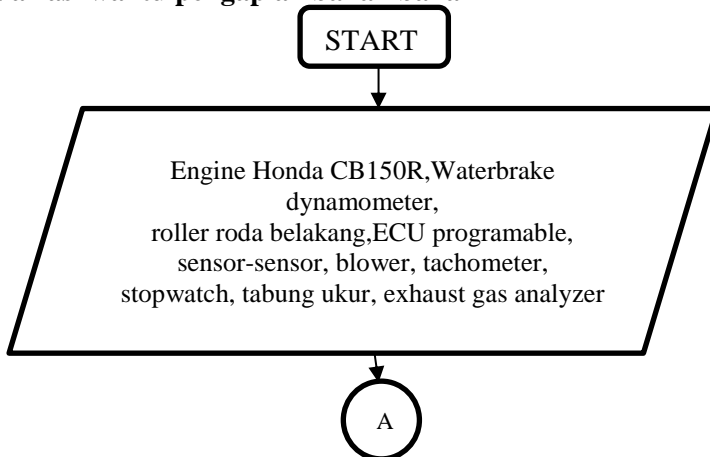 START
Engine Honda CB150R,Waterbrake
dynamometer,
roller roda belakang,ECU programable,
sensor-sensor, blower, tachometer,
stopwatch, tabung ukur, exhaust gas analyzer
A